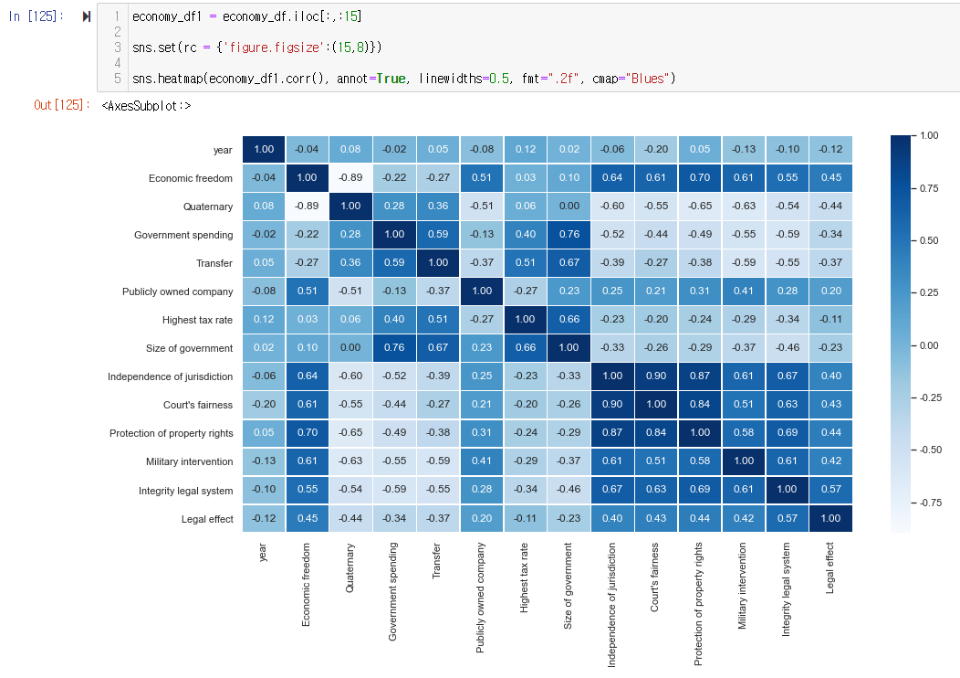 In [125]:
1 economy_df1 = economy_df.iloc[:,:15]
2
3 sns.set(rc = {'figure.figsize':(15,8)})
4
5 sns.heatmap(economy_df1.corr(), annot=True, linewidths=0.5, fmt=".2f", cmap="Blues")
Out[125]: <AxesSubplot:>
year 1.00 -0.04 0.08 -0.02 0.05 -0.08 0.12 0.02 -0.06 -0.20 0.05 -0.13 -0.10 -0.12
Economic freedom -0.04 1.00 -0.89 -0.22 -0.27 0.51 0.03 0.10 0.64 0.61 0.70 0.61 0.55 0.45
Quaternary 0.08 -0.89 1.00 0.28 0.36 -0.51 0.06 0.00 -0.60 -0.55 -0.65 -0.63 -0.54 -0.44
Government spending -0.02 -0.22 0.28 1.00 0.59 -0.13 0.40 0.76 -0.52 -0.44 -0.49 -0.55 -0.59 -0.34
Transfer 0.05 -0.27 0.36 0.59 1.00 -0.37 0.51 0.67 -0.39 -0.27 -0.38 -0.59 -0.55 -0.37
Publicly owned company -0.08 0.51 -0.51 -0.13 -0.37 1.00 -0.27 0.23 0.25 0.21 0.31 0.41 0.28 0.20
Highest tax rate 0.12 0.03 0.06 0.40 0.51 -0.27 1.00 0.66 -0.23 -0.20 -0.24 -0.29 -0.34 -0.11
Size of government 0.02 0.10 0.00 0.76 0.67 0.23 0.66 1.00 -0.33 -0.26 -0.29 -0.37 -0.46 -0.23
Independence of jurisdiction -0.06 0.64 -0.60 -0.52 -0.39 0.25 -0.23 -0.33 1.00 0.90 0.87 0.61 0.67 0.40
Court's fairness -0.20 0.61 -0.55 -0.44 -0.27 0.21 -0.20 -0.26 0.90 1.00 0.84 0.51 0.63 0.43
Protection of property rights 0.05 0.70 -0.65 -0.49 -0.38 0.31 -0.24 -0.29 0.87 0.84 1.00 0.58 0.69 0.44
Military intervention -0.13 0.61 -0.63 -0.55 -0.59 0.41 -0.29 -0.37 0.61 0.51 0.58 1.00 0.61 0.42
Integrity legal system -0.10 0.55 -0.54 -0.59 -0.55 0.28 -0.34 -0.46 0.67 0.63 0.69 0.61 1.00 0.57
Legal effect -0.12 0.45 -0.44 -0.34 -0.37 0.20 -0.11 -0.23 0.40 0.43 0.44 0.42 0.57 1.00
year
Economic freedom
Quaternary
Government spending
Transfer
Publicly owned company
Highest tax rate
Size of government
Independence of jurisdiction
Court's fairness
Protection of property rights
Military intervention
Integrity legal system
Legal effect
1.00
0.75
0.50
0.25
0.00
-0.25
-0.50
-0.75